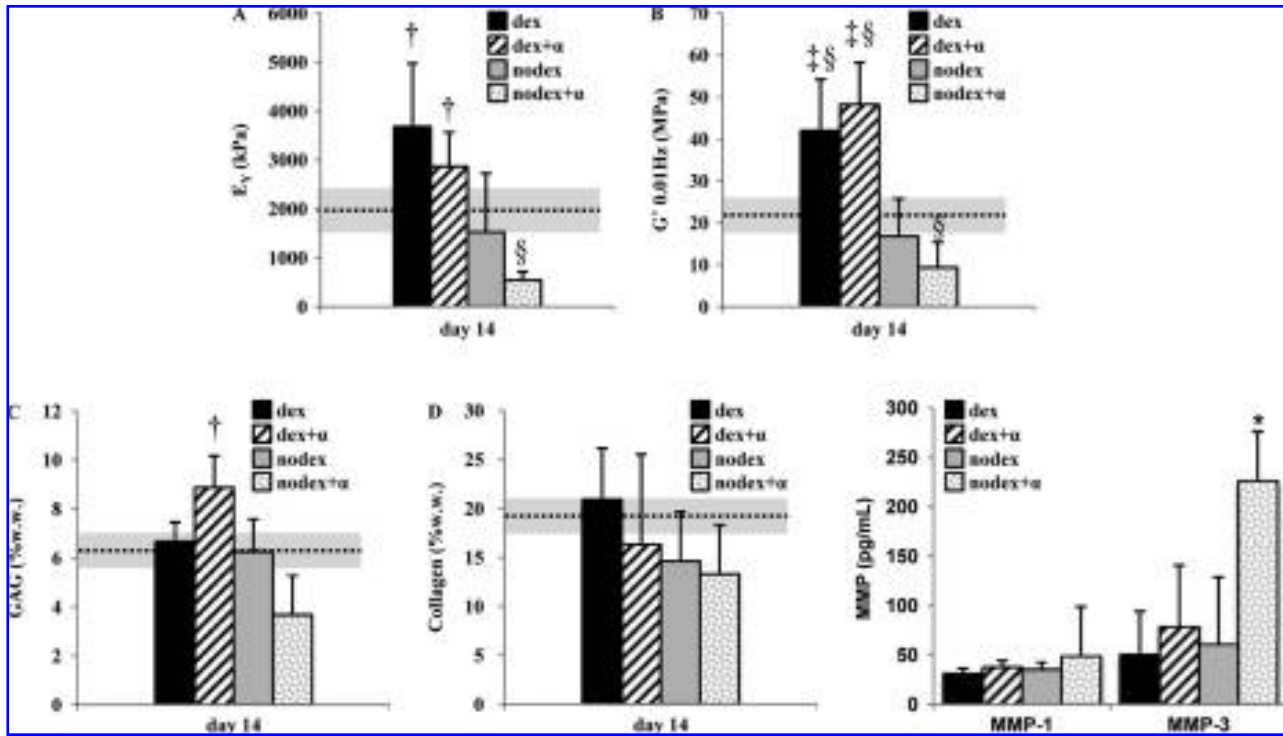 A
6000
5000
4000
3000
2000
1000
0
E_Y (kPa)
† † §
dex
dex+α
nodex
nodex+α
day 14
B
70
60
50
40
30
20
10
0
G* 0.01Hz (MPa)
‡§ ‡§ §
dex
dex+α
nodex
nodex+α
day 14
C
12
10
8
6
4
2
0
GAG (%w.w.)
†
dex
dex+α
nodex
nodex+α
day 14
D
30
25
20
15
10
5
0
Collagen (%w.w.)
dex
dex+α
nodex
nodex+α
day 14
300
250
200
150
100
50
0
MMP (pg/mL)
*
dex
dex+α
nodex
nodex+α
MMP-1 MMP-3